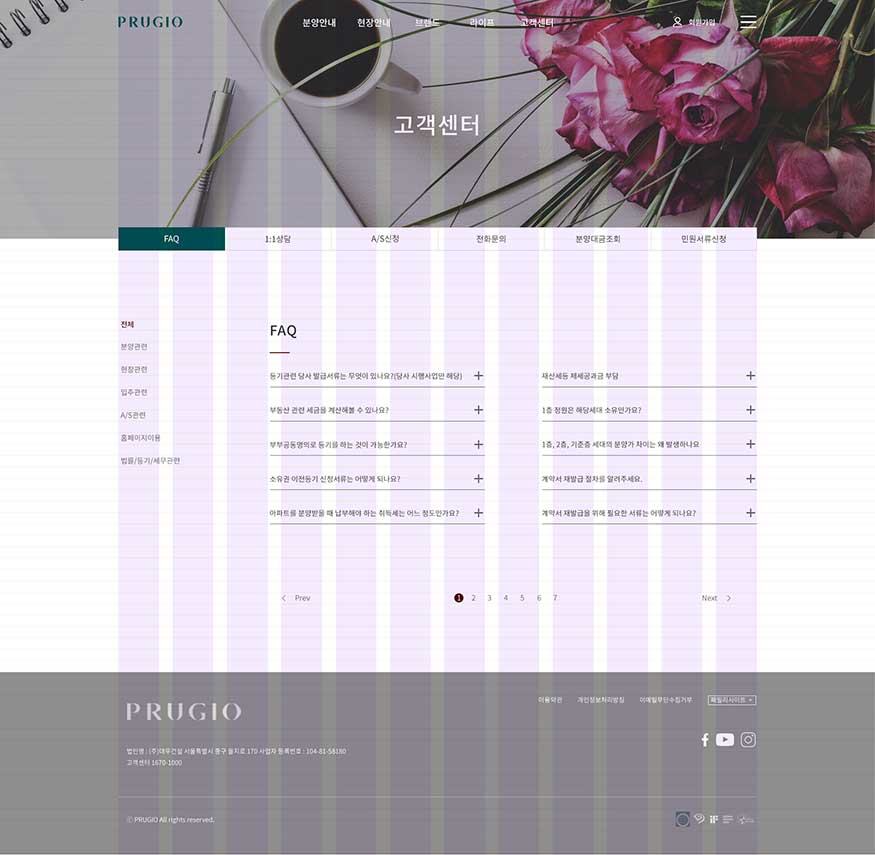 PRUGIO
분양안내 현장안내 브랜드 라이프 고객센터
회원가입
고객센터
FAQ 1:1상담 A/S신청 전화문의 분양대금조회 민원서류신청
전체
분양관련
현장관련
입주관련
A/S관련
홈페이지이용
법률/등기/세무관련
FAQ
등기관련 당사 발급서류는 무엇이 있나요?(당사 시행사업만 해당)
부동산 관련 세금을 계산해볼 수 있나요?
부부공동명의로 등기를 하는 것이 가능한가요?
소유권 이전등기 신청서류는 어떻게 되나요?
아파트를 분양받을 때 납부해야 하는 취득세는 어느 정도인가요?
재산세등 제세공과금 부담
1층 정원은 해당세대 소유인가요?
1층, 2층, 기준층 세대의 분양가 차이는 왜 발생하나요
계약서 재발급 절차를 알려주세요.
계약서 재발급을 위해 필요한 서류는 어떻게 되나요?
Prev 1 2 3 4 5 6 7 Next
PRUGIO
이용약관 개인정보처리방침 이메일무단수집거부 패밀리사이트
법인명 : (주)대우건설 서울특별시 중구 을지로 170 사업자 등록번호 : 104-81-58180
고객센터 1670-1000
ⓒ PRUGIO All rights reserved.
iF